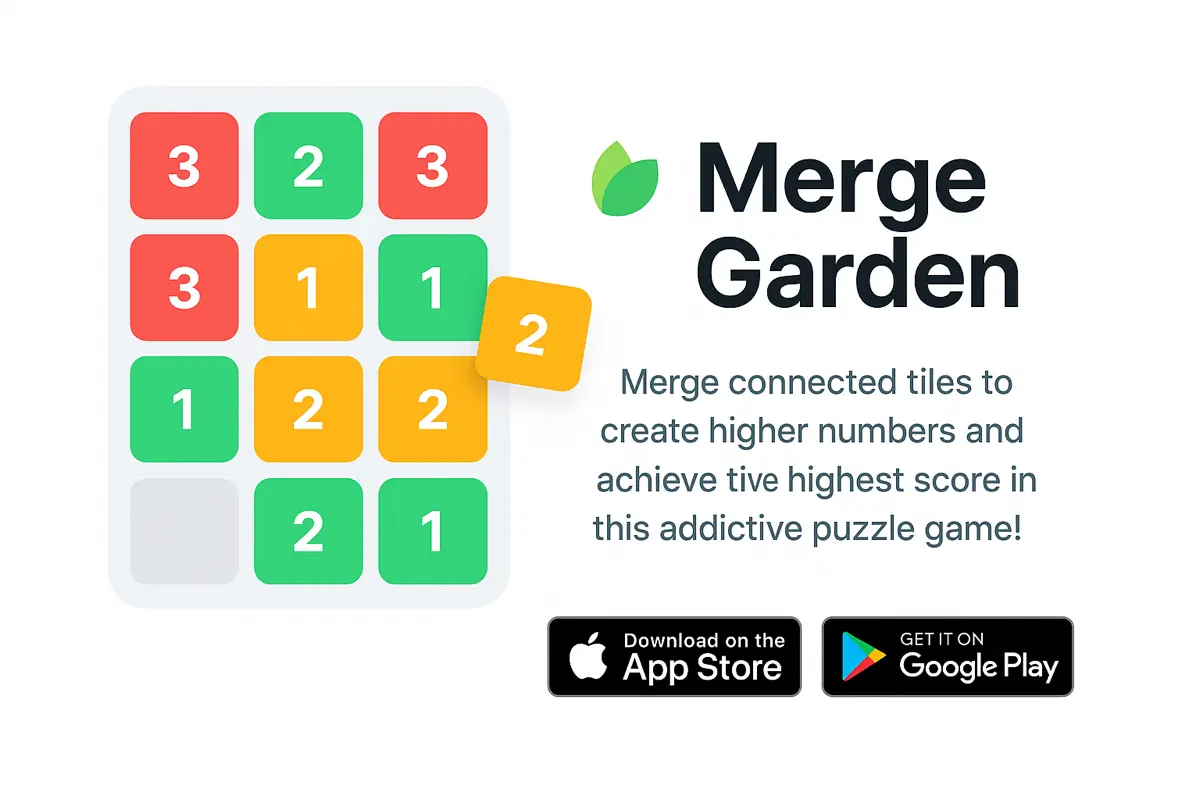 3 2 3
3 1 1
2
1 2 2
2 1
Merge
Garden
Merge connected tiles to
create higher numbers and
achieve tive highest score in
this addictive puzzle game!
Download on the
App Store
GET IT ON
Google Play